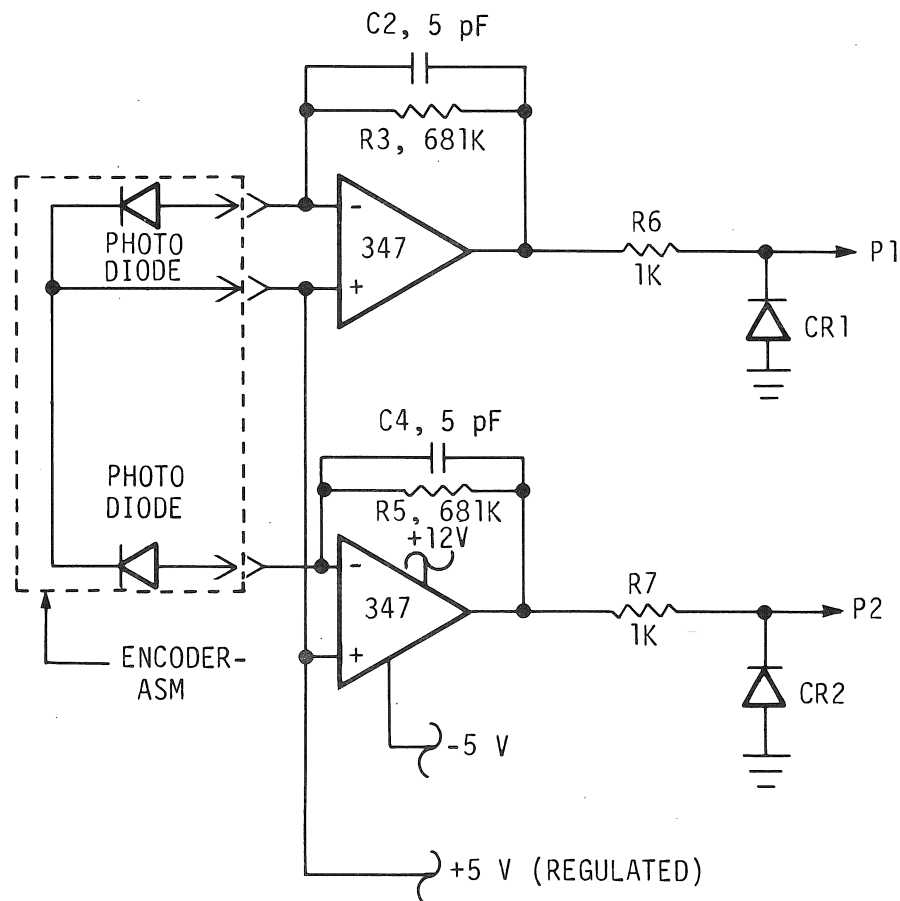 C2, 5 pF
R3, 681K
PHOTO
DIODE
-
+
347
R6
1K
P1
CR1
C4, 5 pF
R5, 681K
+12V
PHOTO
DIODE
-
+
347
R7
1K
P2
CR2
ENCODER-
ASM
-5 V
+5 V (REGULATED)